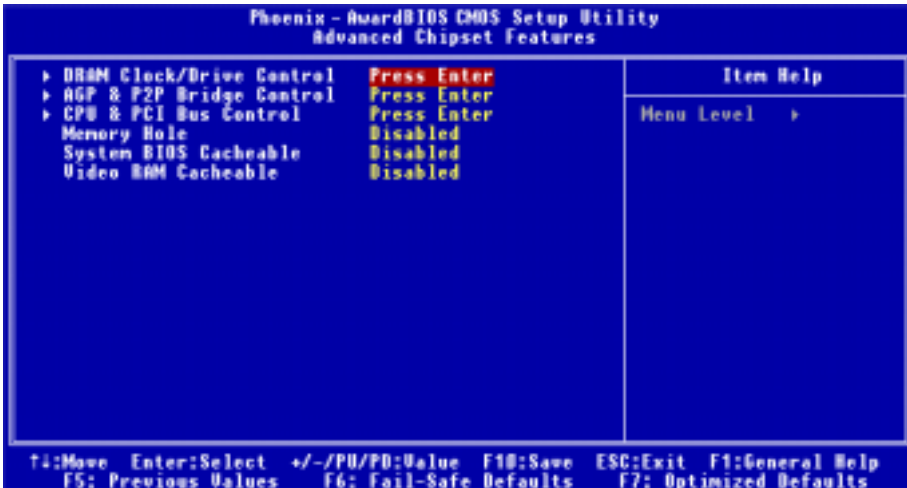 Phoenix - AwardBIOS CMOS Setup Utility
Advanced Chipset Features
DRAM Clock/Drive Control Press Enter
AGP & P2P Bridge Control Press Enter
CPU & PCI Bus Control Press Enter
Memory Hole Disabled
System BIOS Cacheable Disabled
Video RAM Cacheable Disabled
Item Help
Menu Level
↑↓:Move Enter:Select +/-/PU/PD:Value F10:Save ESC:Exit F1:General Help
F5: Previous Values F6: Fail-Safe Defaults F7: Optimized Defaults